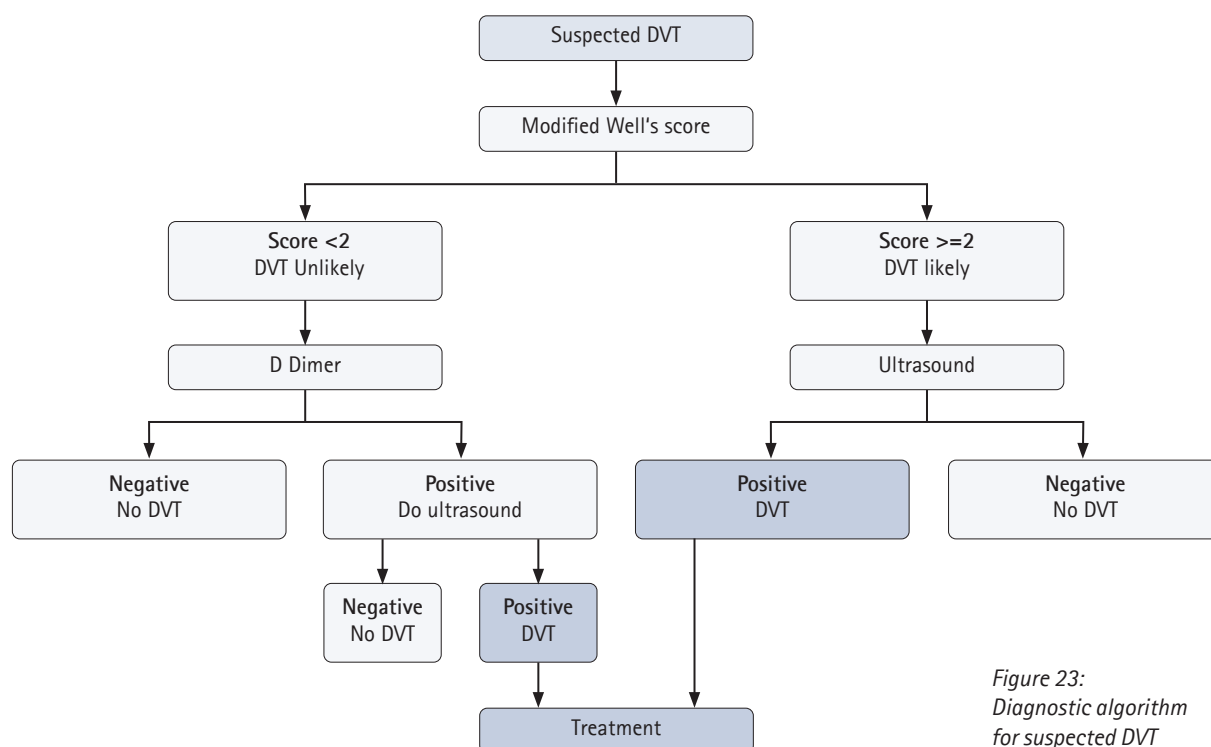 Suspected DVT
Modified Well's score
Score <2
DVT Unlikely
Score >=2
DVT likely
D Dimer
Ultrasound
Negative
No DVT
Positive
Do ultrasound
Positive
DVT
Negative
No DVT
Negative
No DVT
Positive
DVT
Treatment
Figure 23:
Diagnostic algorithm
for suspected DVT